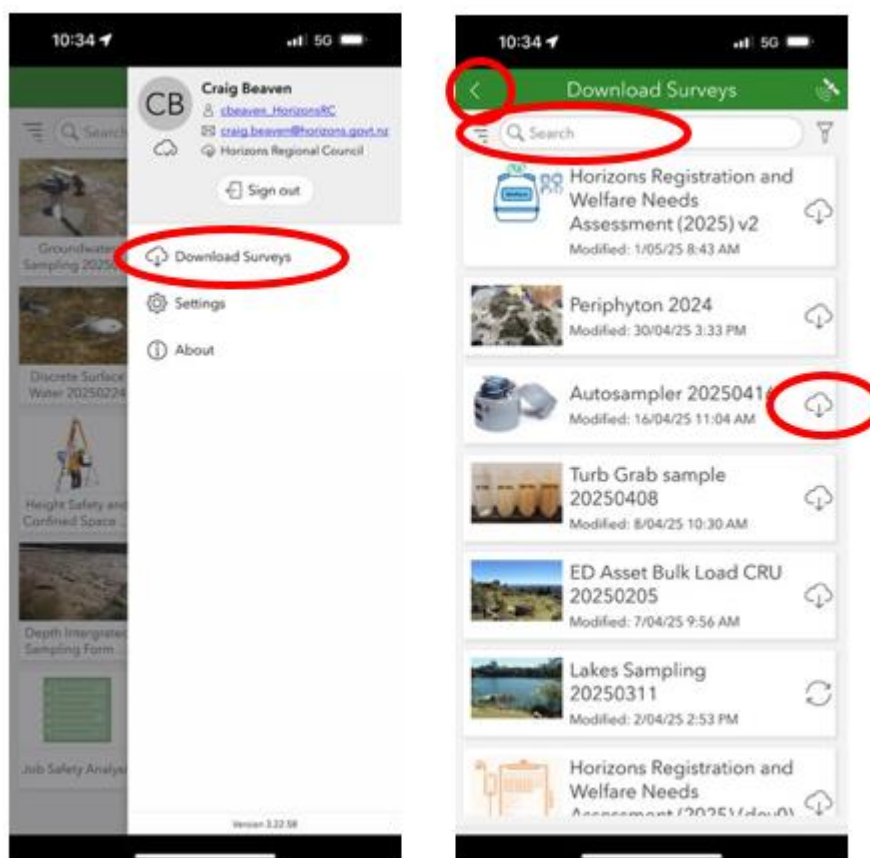 10:34
5G
Search
Groundwater
Sampling
Discrete Surface
Water 20250224
Height Safety and
Confined Space ...
Depth Intergrated
Sampling Form
Job Safety Analysis
CB
Craig Beaven
cbeaven_HorizonsRC
craig.beaven@horizons.govt.nz
Horizons Regional Council
Sign out
Download Surveys
Settings
About
Version 3.22.58
10:34
5G
Download Surveys
Search
Horizons Registration and
Welfare Needs
Assessment (2025) v2
Modified: 1/05/25 8:43 AM
Periphyton 2024
Modified: 30/04/25 3:33 PM
Autosampler 20250416
Modified: 16/04/25 11:04 AM
Turb Grab sample
20250408
Modified: 8/04/25 10:30 AM
ED Asset Bulk Load CRU
20250205
Modified: 7/04/25 9:56 AM
Lakes Sampling
20250311
Modified: 2/04/25 2:53 PM
Horizons Registration and
Welfare Needs
Assessment (2025) (dev0)